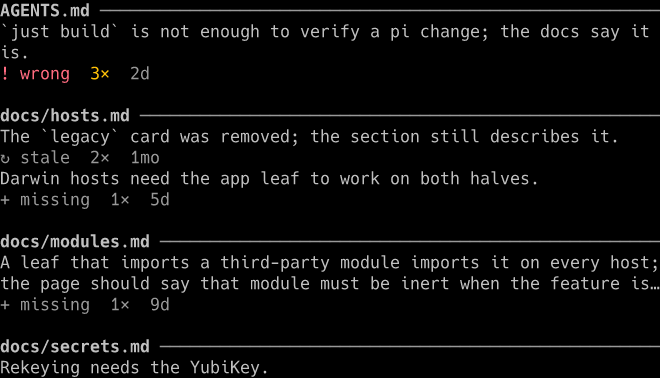 AGENTS.md
`just build` is not enough to verify a pi change; the docs say it
is.
! wrong  3×  2d
docs/hosts.md
The `legacy` card was removed; the section still describes it.
↻ stale  2×  1mo
Darwin hosts need the app leaf to work on both halves.
+ missing  1×  5d
docs/modules.md
A leaf that imports a third-party module imports it on every host;
the page should say that module must be inert when the feature is…
+ missing  1×  9d
docs/secrets.md
Rekeying needs the YubiKey.